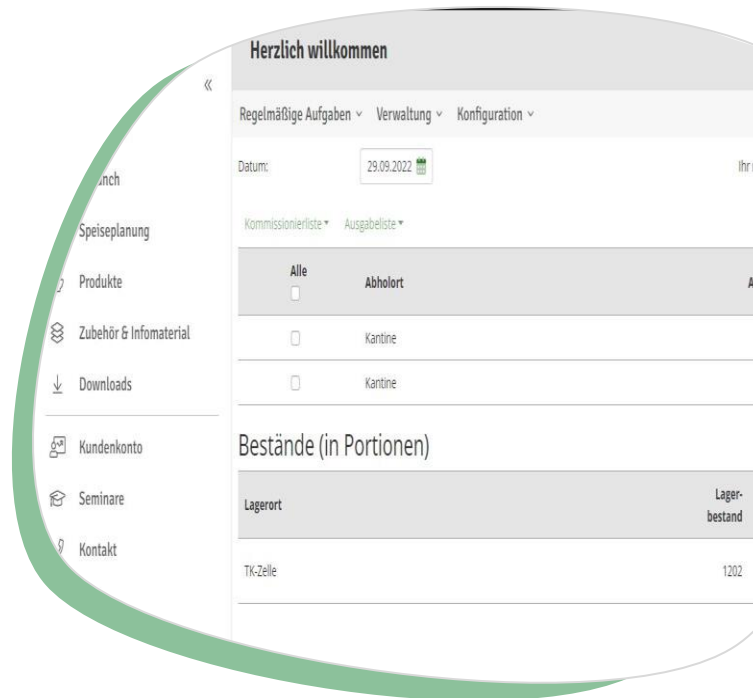 Herzlich willkommen
«
Regelmäßige Aufgaben Verwaltung Konfiguration
Datum: 29.09.2022 Ihr
Speiseplanung
Kommissionierliste Ausgabeliste
Produkte
Alle Abholort
Zubehör & Infomaterial
Kantine
Downloads
Kantine
Kundenkonto
Bestände (in Portionen)
Seminare
Lagerort Lager-
bestand
Kontakt
TK-Zelle 1202